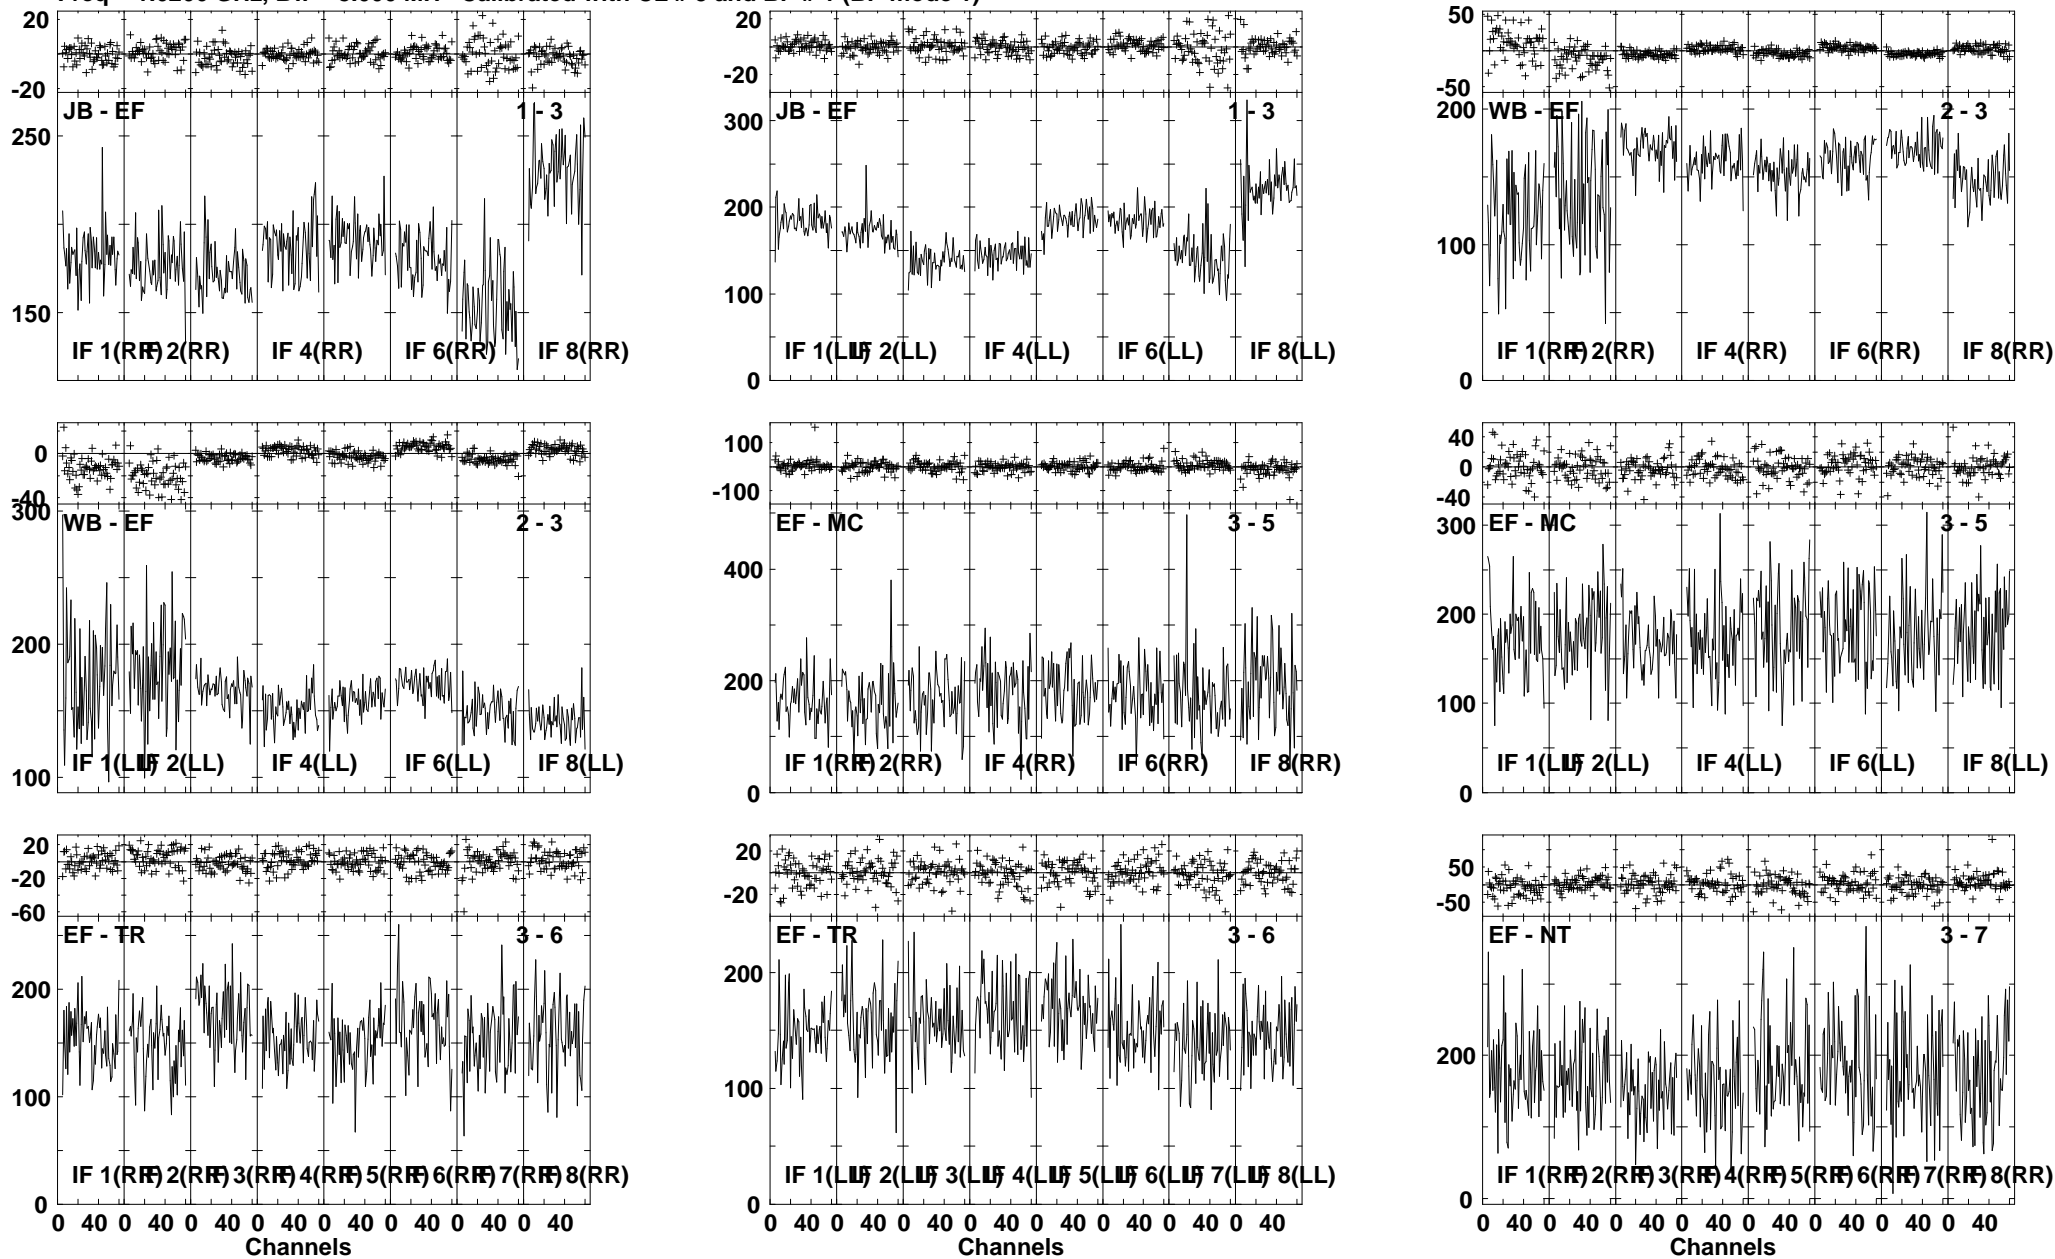 20
-20
JB - EF 1 - 3
250
150
IF 1(RR) IF 2(RR) IF 4(RR) IF 6(RR) IF 8(RR)
20
-20
JB - EF 1 - 3
300
200
100
0
IF 1(LL) IF 2(LL) IF 4(LL) IF 6(LL) IF 8(LL)
50
-50
WB - EF 2 - 3
200
100
0
IF 1(RR) IF 2(RR) IF 4(RR) IF 6(RR) IF 8(RR)
0
-40
WB - EF 2 - 3
300
200
100
IF 1(LL) IF 2(LL) IF 4(LL) IF 6(LL) IF 8(LL)
100
-100
EF - MC 3 - 5
400
200
0
IF 1(RR) IF 2(RR) IF 4(RR) IF 6(RR) IF 8(RR)
40
0
-40
EF - MC 3 - 5
300
200
100
0
IF 1(LL) IF 2(LL) IF 4(LL) IF 6(LL) IF 8(LL)
20
-20
-60
EF - TR 3 - 6
200
100
0
IF 1(RR) IF 2(RR) IF 3(RR) IF 4(RR) IF 5(RR) IF 6(RR) IF 7(RR) IF 8(RR)
0 40 0 40 0 40 0 40 0 40 0 40 0 40 0 40
Channels
20
-20
EF - TR 3 - 6
200
100
0
IF 1(LL) IF 2(LL) IF 3(LL) IF 4(LL) IF 5(LL) IF 6(LL) IF 7(LL) IF 8(LL)
0 40 0 40 0 40 0 40 0 40 0 40 0 40 0 40
Channels
50
-50
EF - NT 3 - 7
200
0
IF 1(RR) IF 2(RR) IF 3(RR) IF 4(RR) IF 5(RR) IF 6(RR) IF 7(RR) IF 8(RR)
0 40 0 40 0 40 0 40 0 40 0 40 0 40 0 40
Channels